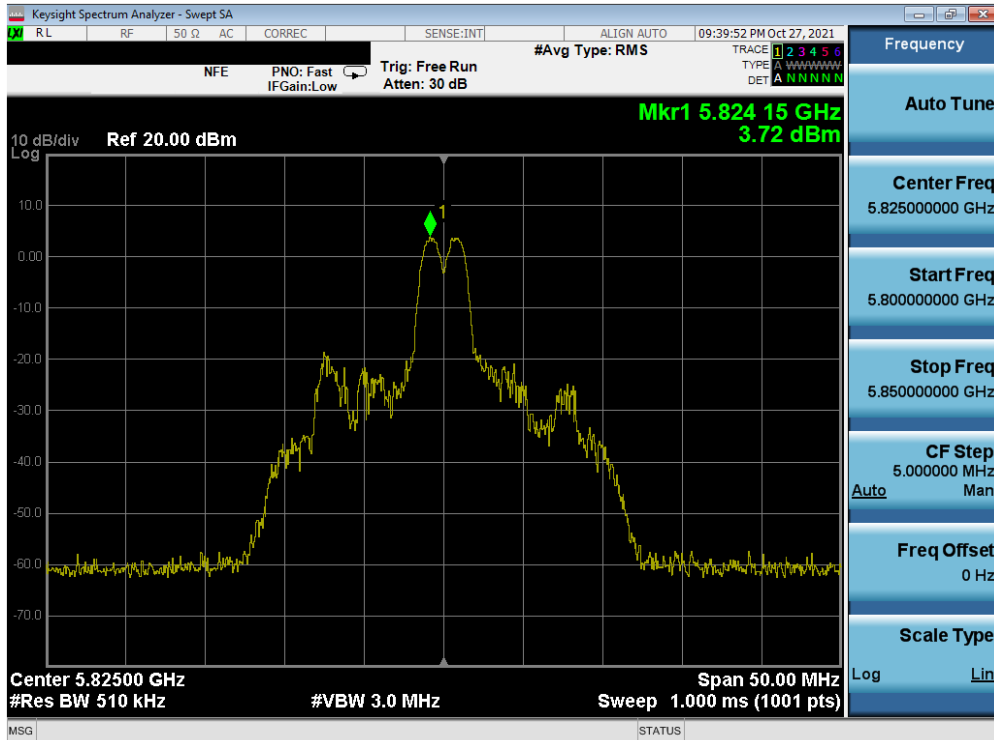 Keysight Spectrum Analyzer - Swept SA
LXI RL RF 50 Ω AC CORREC SENSE:INT ALIGN AUTO 09:39:52 PM Oct 27, 2021
#Avg Type: RMS TRACE 1 2 3 4 5 6
TYPE A WWWWW
NFE PNO: Fast Trig: Free Run DET A N N N N N
IFGain:Low Atten: 30 dB
Mkr1 5.824 15 GHz
3.72 dBm
10 dB/div Ref 20.00 dBm
Log
1
10.0
0.00
-10.0
-20.0
-30.0
-40.0
-50.0
-60.0
-70.0
Center 5.82500 GHz Span 50.00 MHz
#Res BW 510 kHz #VBW 3.0 MHz Sweep 1.000 ms (1001 pts)
MSG STATUS
Frequency
Auto Tune
Center Freq
5.825000000 GHz
Start Freq
5.800000000 GHz
Stop Freq
5.850000000 GHz
CF Step
5.000000 MHz
Auto Man
Freq Offset
0 Hz
Scale Type
Log Lin